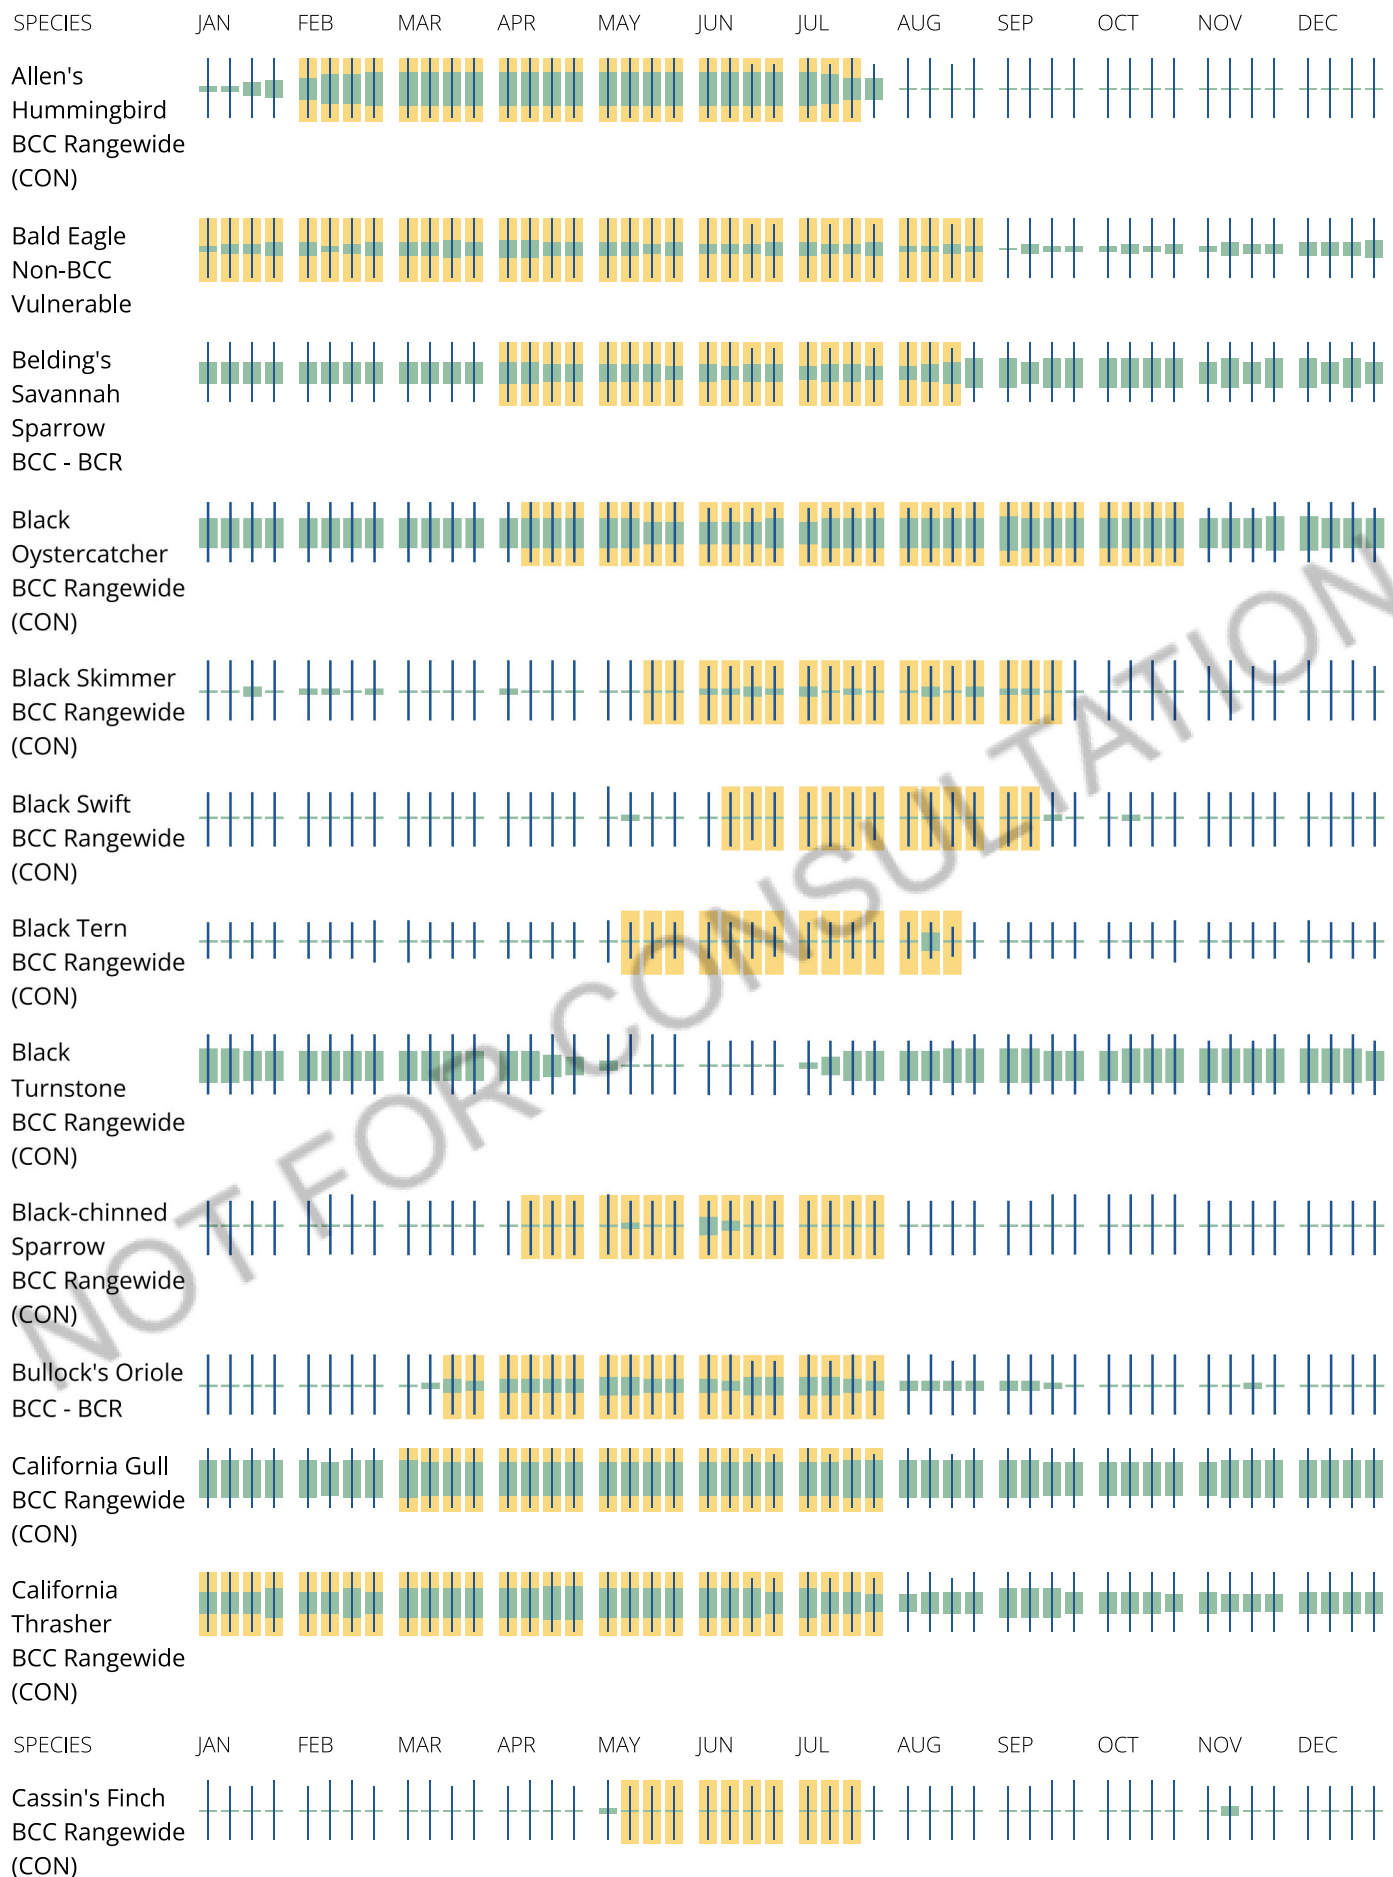 SPECIES JAN FEB MAR APR MAY JUN JUL AUG SEP OCT NOV DEC
Allen's
Hummingbird
BCC Rangewide
(CON)
Bald Eagle
Non-BCC
Vulnerable
Belding's
Savannah
Sparrow
BCC - BCR
Black
Oystercatcher
BCC Rangewide
(CON)
Black Skimmer
BCC Rangewide
(CON)
Black Swift
BCC Rangewide
(CON)
Black Tern
BCC Rangewide
(CON)
Black
Turnstone
BCC Rangewide
(CON)
Black-chinned
Sparrow
BCC Rangewide
(CON)
Bullock's Oriole
BCC - BCR
California Gull
BCC Rangewide
(CON)
California
Thrasher
BCC Rangewide
(CON)
SPECIES JAN FEB MAR APR MAY JUN JUL AUG SEP OCT NOV DEC
Cassin's Finch
BCC Rangewide
(CON)
NOT FOR CONSULTATION